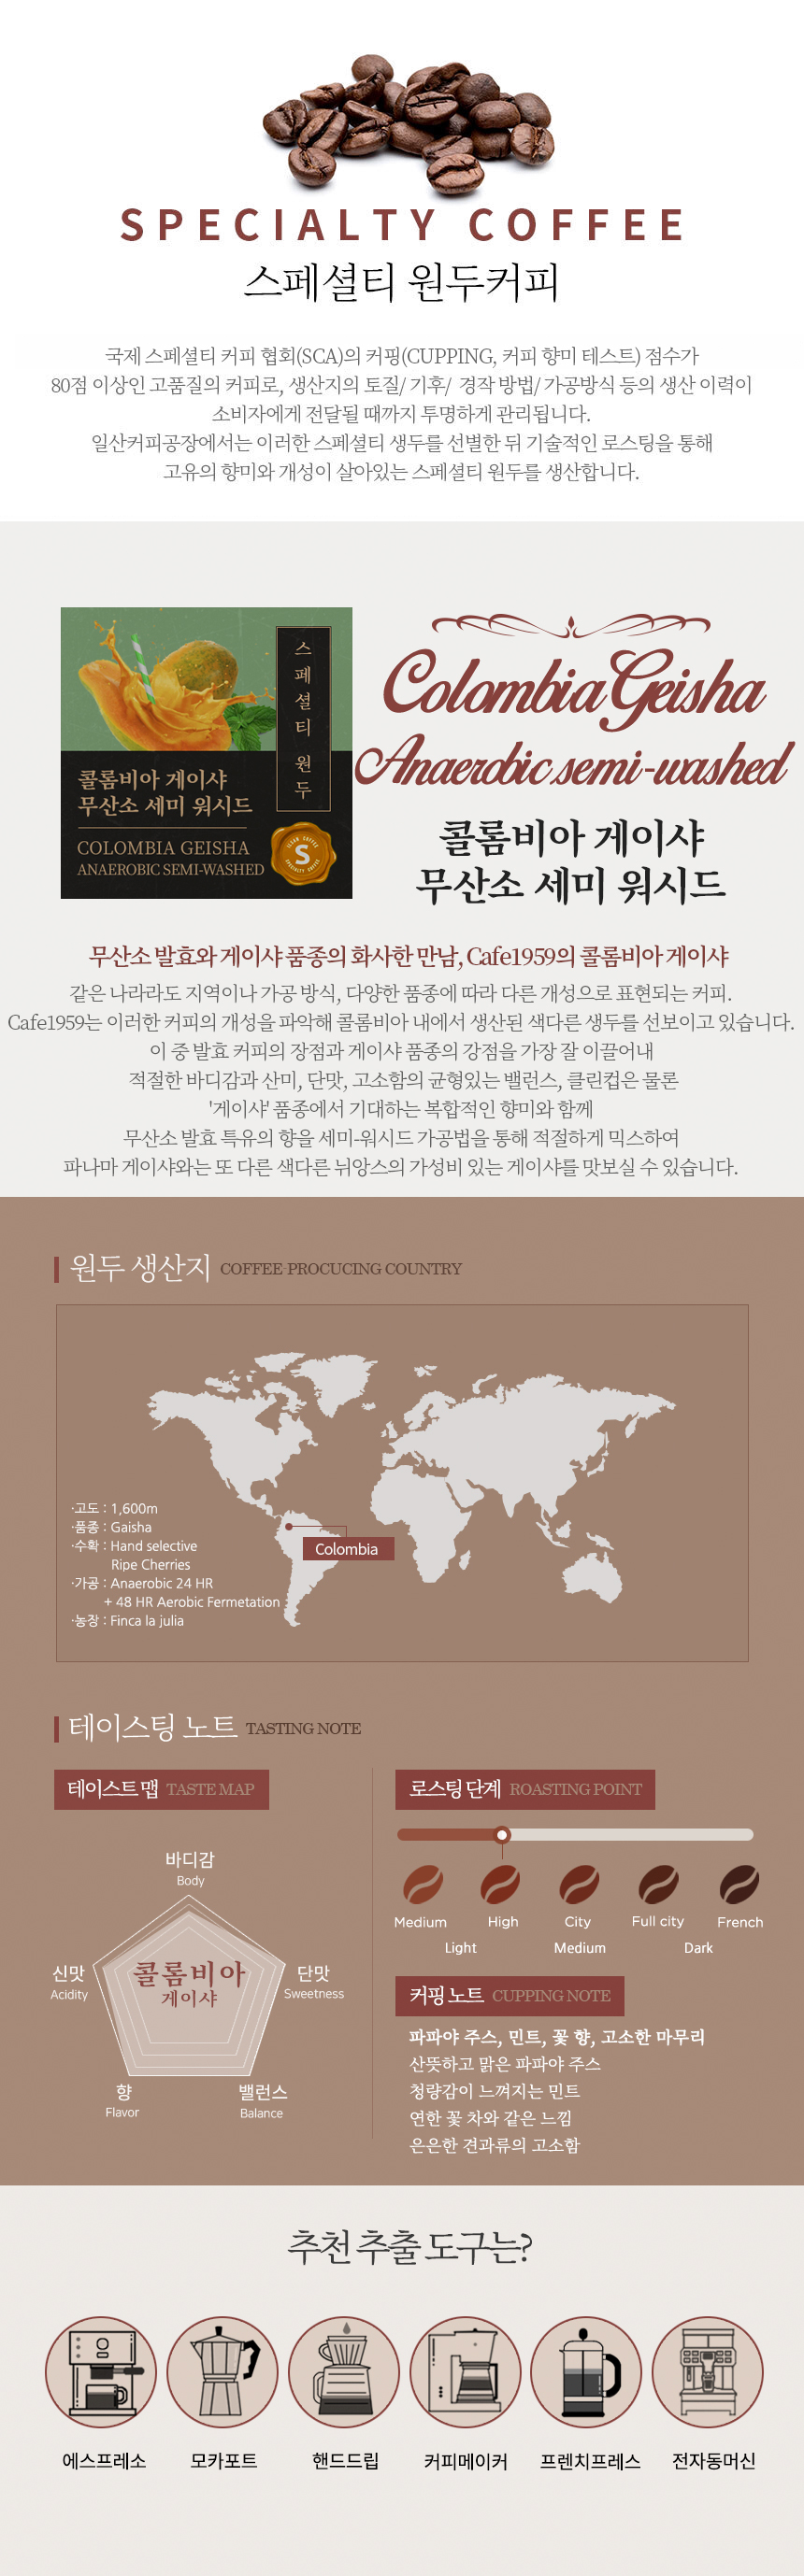 SPECIALTY COFFEE
스페셜티 원두커피
국제 스페셜티 커피 협회(SCA)의 커핑(CUPPING, 커피 향미 테스트) 점수가
80점 이상인 고품질의 커피로, 생산지의 토질/ 기후/ 경작 방법/ 가공방식 등의 생산 이력이
소비자에게 전달될 때까지 투명하게 관리됩니다.
일산커피공장에서는 이러한 스페셜티 생두를 선별한 뒤 기술적인 로스팅을 통해
고유의 향미와 개성이 살아있는 스페셜티 원두를 생산합니다.
스페셜티 원두
콜롬비아 게이샤
무산소 세미 워시드
COLOMBIA GEISHA
ANAEROBIC SEMI-WASHED
S
SPECIALTY COFFEE
Colombia Geisha
Anaerobic semi-washed
콜롬비아 게이샤
무산소 세미 워시드
무산소 발효와 게이샤 품종의 화사한 만남, Cafe1959의 콜롬비아 게이샤
같은 나라라도 지역이나 가공 방식, 다양한 품종에 따라 다른 개성으로 표현되는 커피.
Cafe1959는 이러한 커피의 개성을 파악해 콜롬비아 내에서 생산된 색다른 생두를 선보이고 있습니다.
이 중 발효 커피의 장점과 게이샤 품종의 강점을 가장 잘 이끌어내
적절한 바디감과 산미, 단맛, 고소함의 균형있는 밸런스, 클린컵은 물론
'게이샤' 품종에서 기대하는 복합적인 향미와 함께
무산소 발효 특유의 향을 세미-워시드 가공법을 통해 적절하게 믹스하여
파나마 게이샤와는 또 다른 색다른 뉘앙스의 가성비 있는 게이샤를 맛보실 수 있습니다.
원두 생산지 COFFEE-PROCUCING COUNTRY
·고도 : 1,600m
·품종 : Gaisha
·수확 : Hand selective
Ripe Cherries
·가공 : Anaerobic 24 HR
+ 48 HR Aerobic Fermetation
·농장 : Finca la julia
Colombia
테이스팅 노트 TASTING NOTE
테이스트 맵 TASTE MAP
바디감
Body
신맛
Acidity
콜롬비아
게이샤
단맛
Sweetness
향
Flavor
밸런스
Balance
로스팅 단계 ROASTING POINT
Medium High City Full city French
Light Medium Dark
커핑 노트 CUPPING NOTE
파파야 주스, 민트, 꽃 향, 고소한 마무리
산뜻하고 맑은 파파야 주스
청량감이 느껴지는 민트
연한 꽃 차와 같은 느낌
은은한 견과류의 고소함
추천 추출 도구는?
에스프레소 모카포트 핸드드립 커피메이커 프렌치프레스 전자동머신